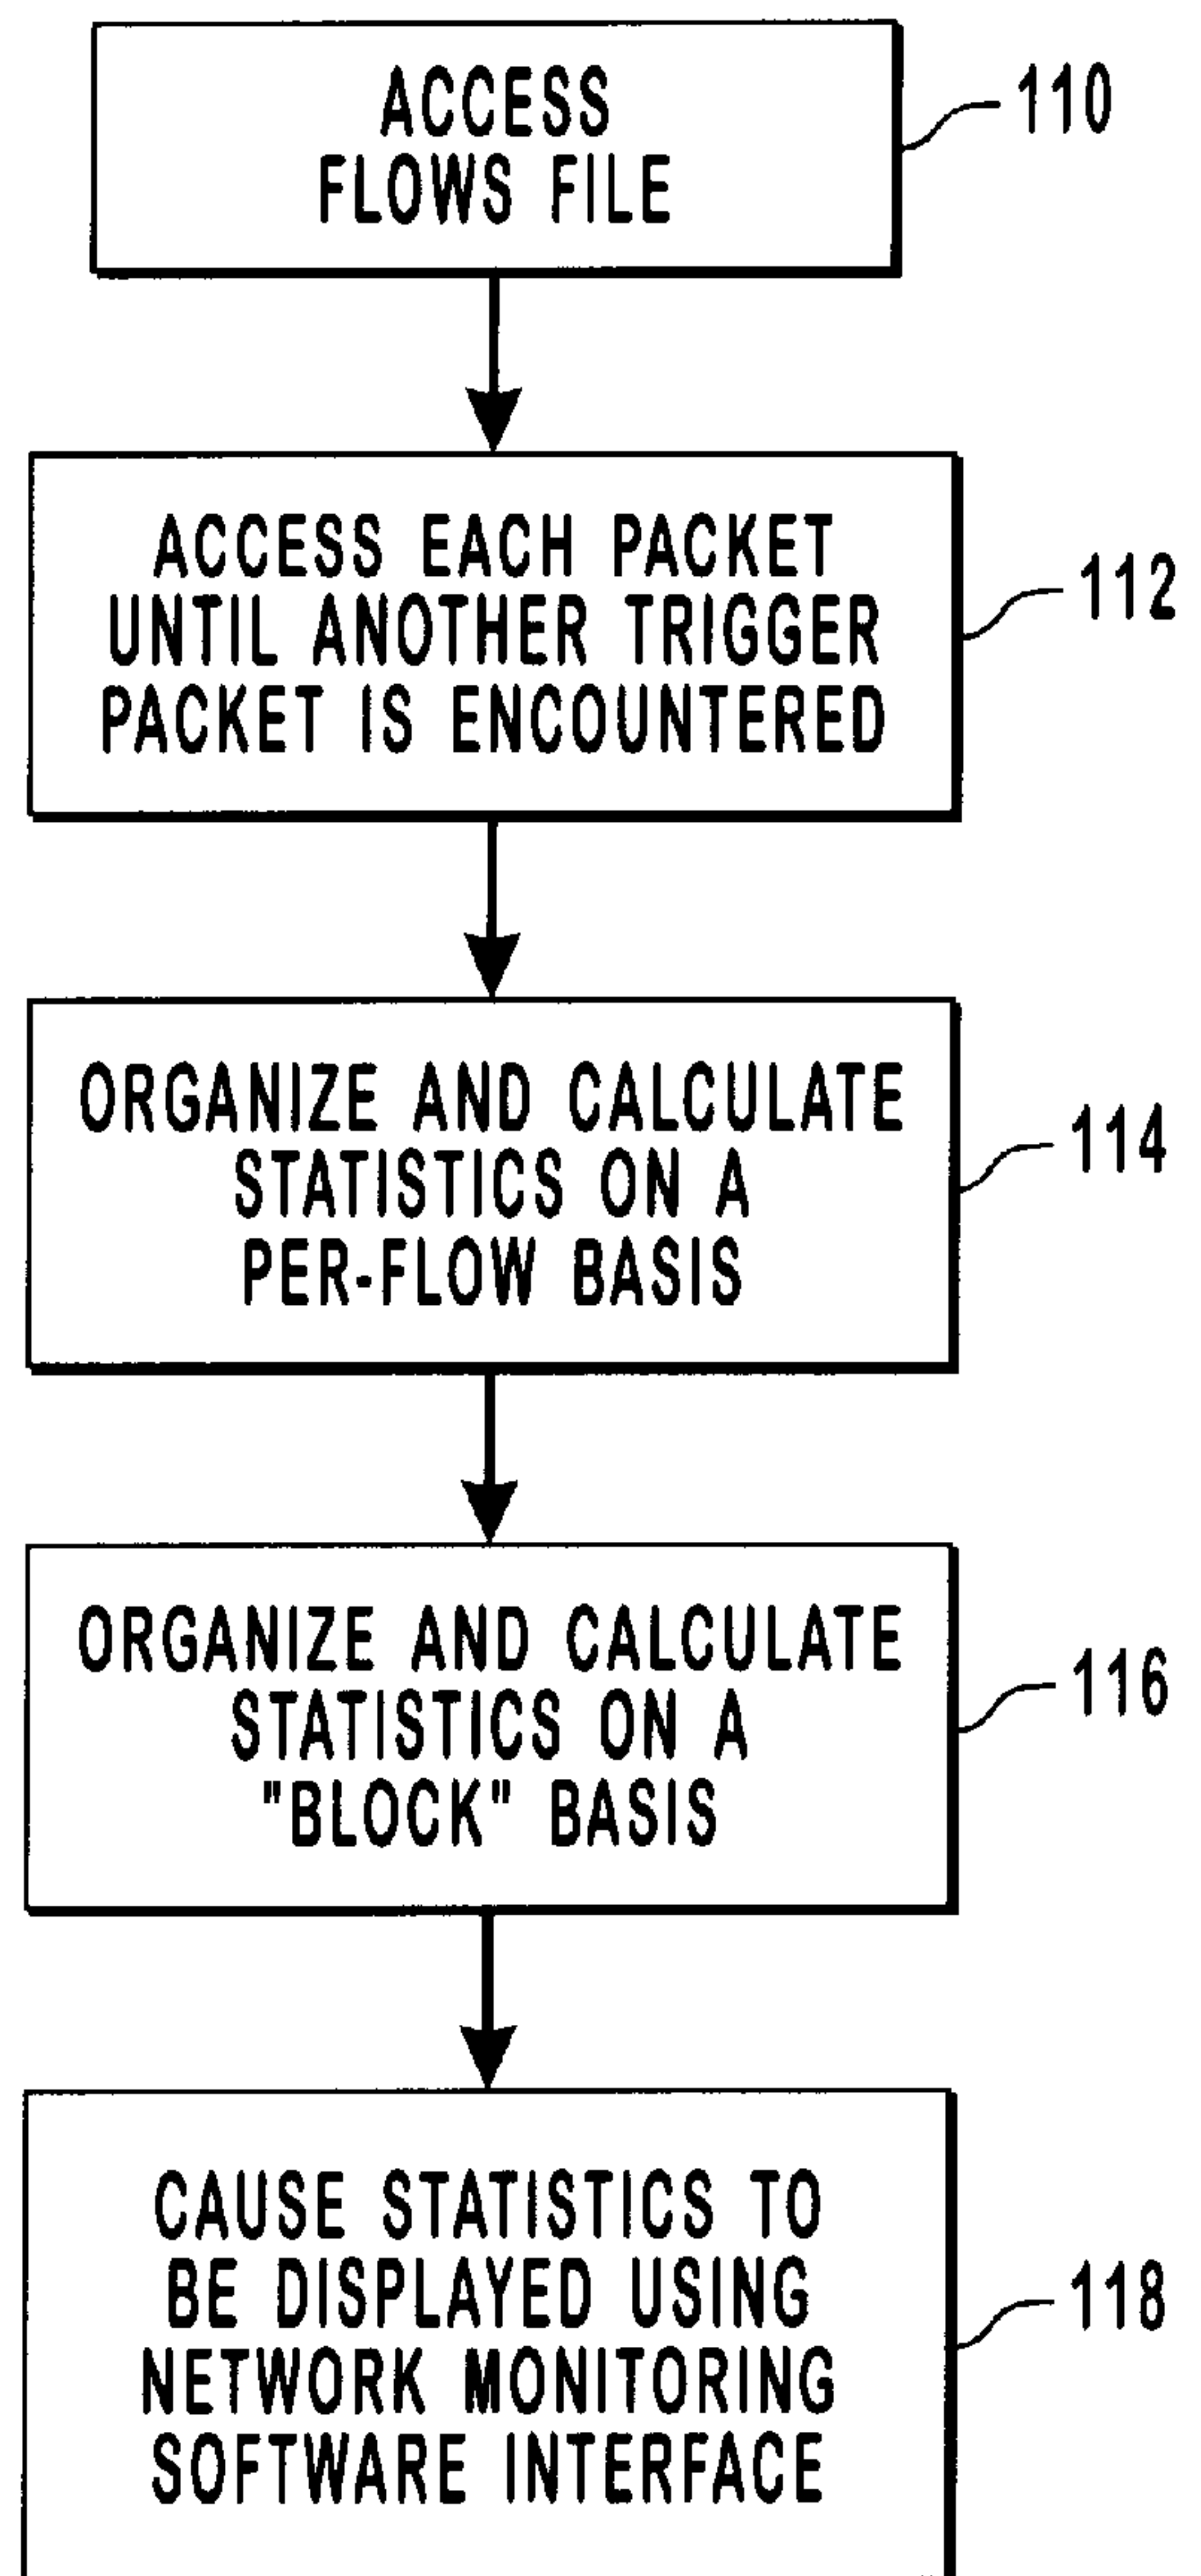 ACCESS
FLOWS FILE
110
ACCESS EACH PACKET
UNTIL ANOTHER TRIGGER
PACKET IS ENCOUNTERED
112
ORGANIZE AND CALCULATE
STATISTICS ON A
PER-FLOW BASIS
114
ORGANIZE AND CALCULATE
STATISTICS ON A
"BLOCK" BASIS
116
CAUSE STATISTICS TO
BE DISPLAYED USING
NETWORK MONITORING
SOFTWARE INTERFACE
118